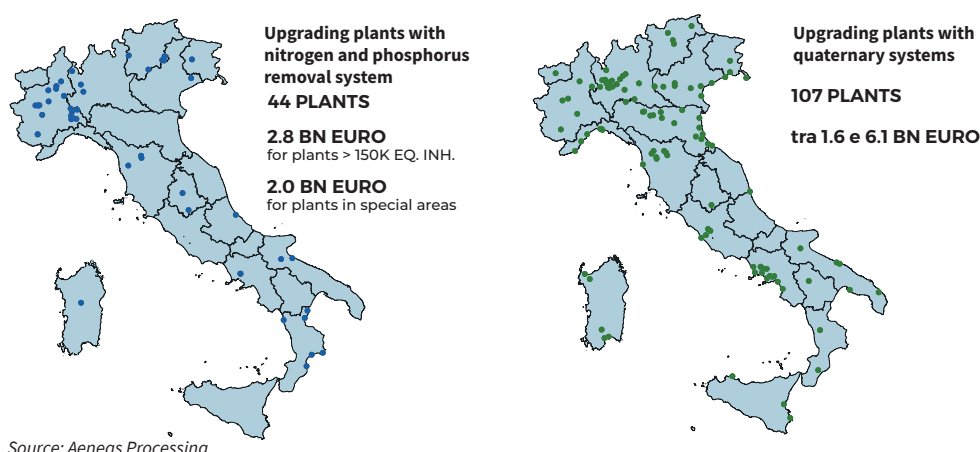 Upgrading plants with
nitrogen and phosphorus
removal system
44 PLANTS
2.8 BN EURO
for plants > 150K EQ. INH.
2.0 BN EURO
for plants in special areas
Upgrading plants with
quaternary systems
107 PLANTS
tra 1.6 e 6.1 BN EURO
Source: Aeneas Processing